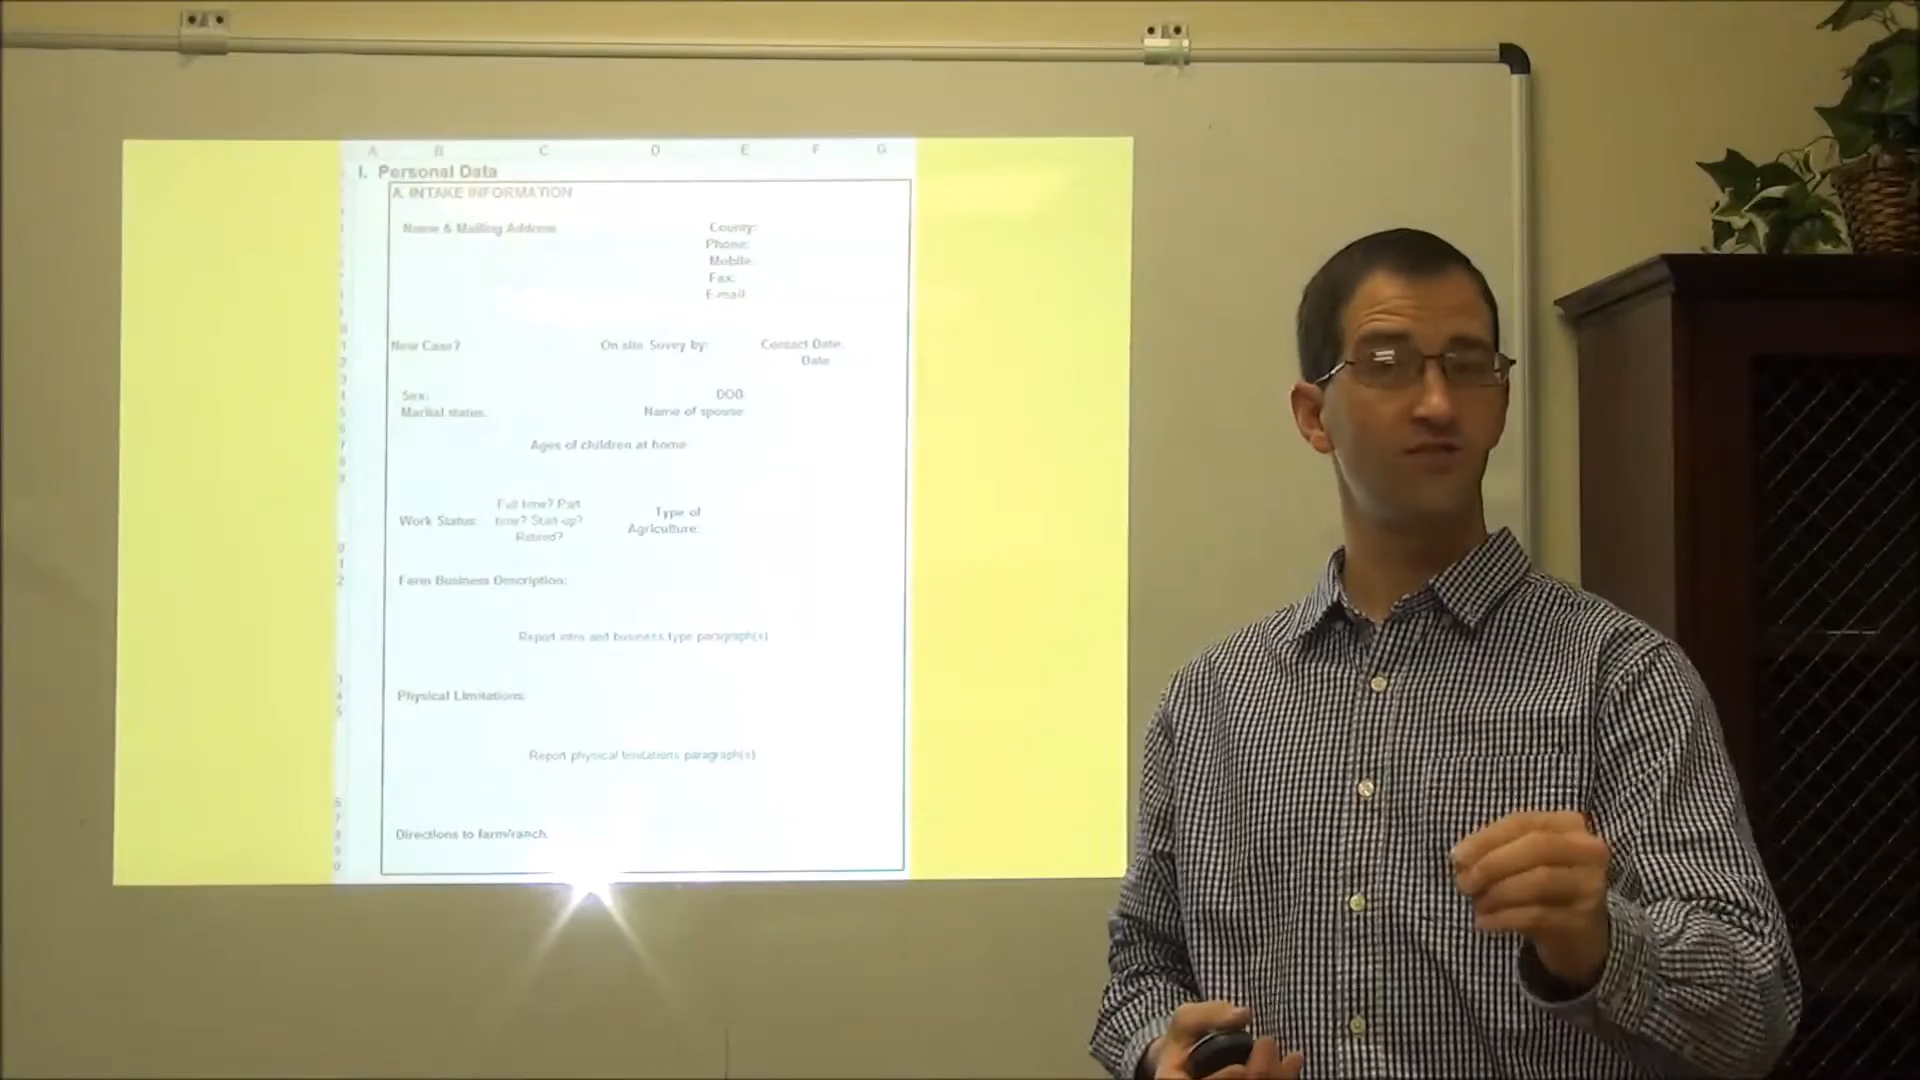 A B C D E F G
I. Personal Data
A. INTAKE INFORMATION
Name & Mailing Address
County:
Phone:
Mobile:
Fax:
E-mail
New Case?
On site Suvey by:
Contact Date:
Date
Sex:
DOB:
Marital status:
Name of spouse
Ages of children at home
Work Status:
Full time? Part
time? Start up?
Retired?
Type of
Agriculture:
Farm Business Description:
Report intro and business type paragraph(s)
Physical Limitations:
Report physical limitations paragraph(s)
Directions to farm/ranch.